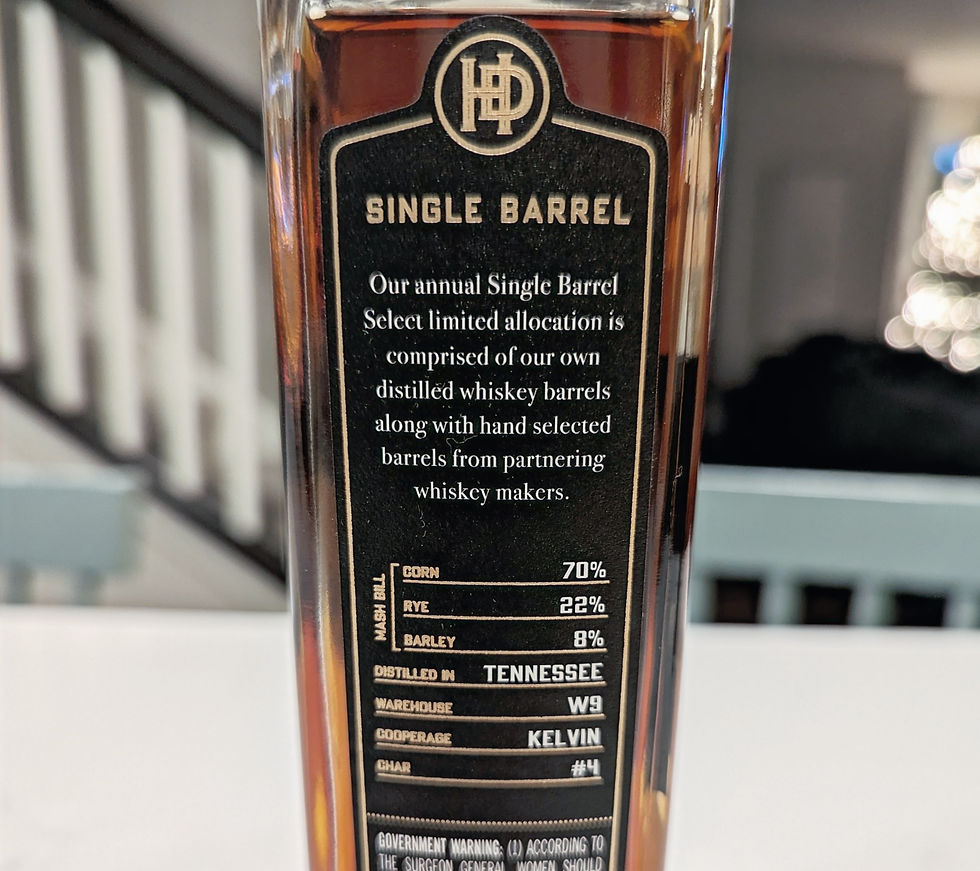 HD
SINGLE BARREL
Our annual Single Barrel
Select limited allocation is
comprised of our own
distilled whiskey barrels
along with hand selected
barrels from partnering
whiskey makers.
MASH BILL
CORN 70%
RYE 22%
BARLEY 8%
DISTILLED IN TENNESSEE
WAREHOUSE W9
COOPERAGE KELVIN
CHAR #4
GOVERNMENT WARNING: (1) ACCORDING TO
THE SURGEON GENERAL WOMEN SHOULD